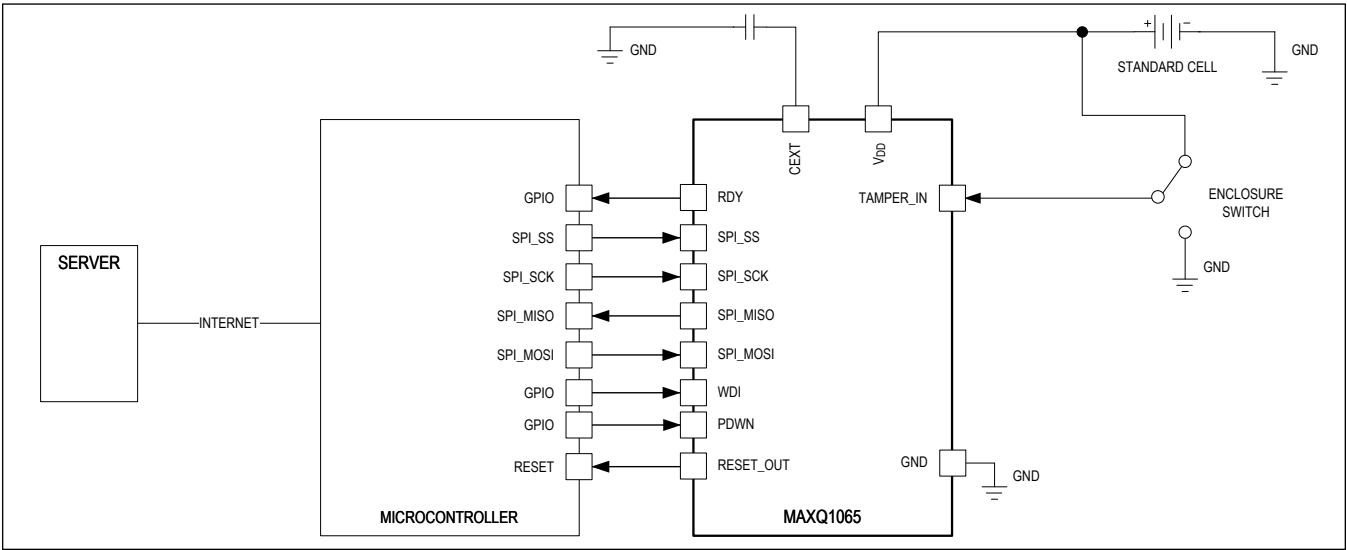 GND
+
−
GND
STANDARD CELL
CEXT
VDD
GPIO
RDY
TAMPER_IN
ENCLOSURE
SWITCH
SPI_SS
SPI_SS
SERVER
GND
SPI_SCK
SPI_SCK
INTERNET
SPI_MISO
SPI_MISO
SPI_MOSI
SPI_MOSI
GPIO
WDI
GPIO
PDWN
RESET
RESET_OUT
GND
GND
MICROCONTROLLER
MAXQ1065